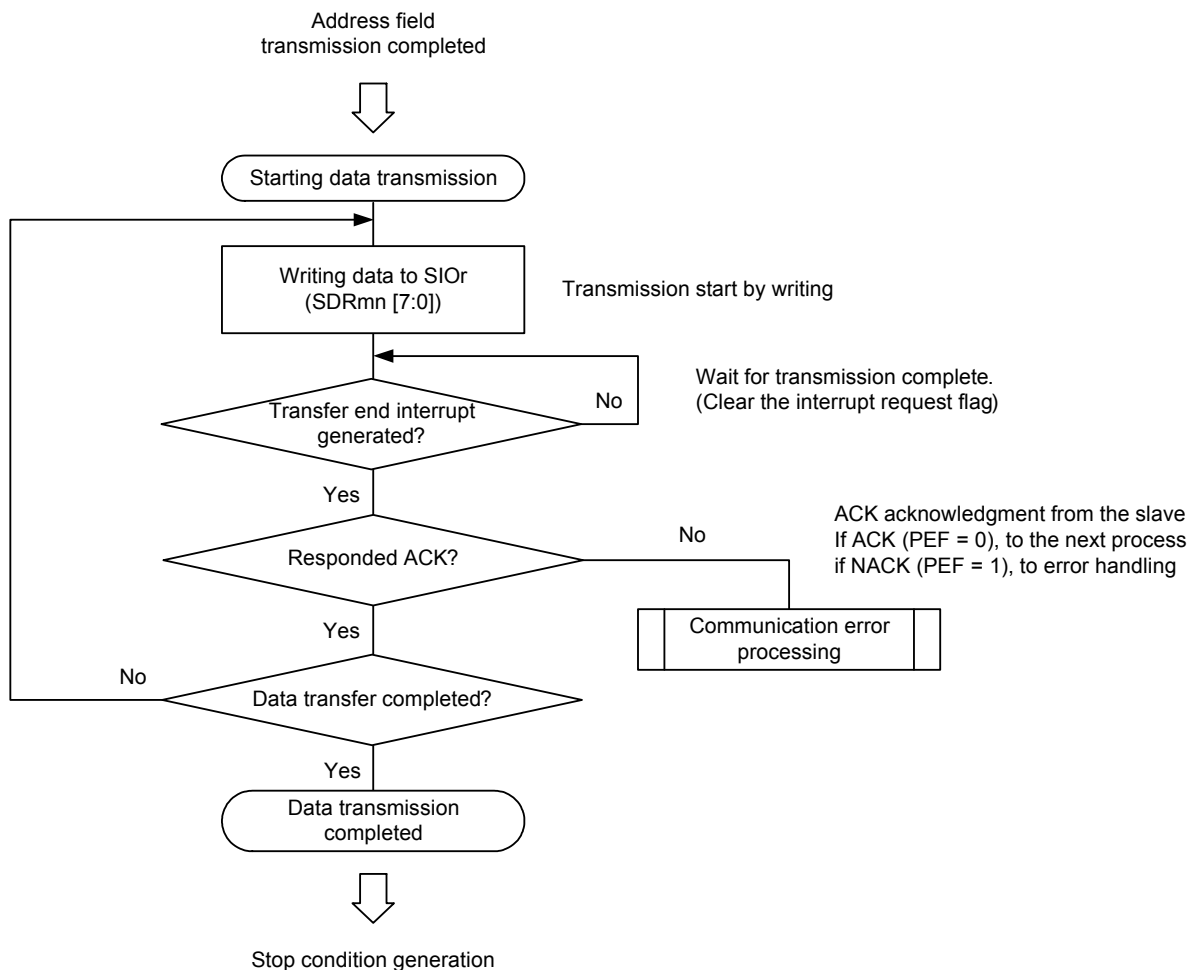 Address field
transmission completed
Starting data transmission
Writing data to SIOr
(SDRmn [7:0])
Transmission start by writing
Wait for transmission complete.
(Clear the interrupt request flag)
No
Transfer end interrupt
generated?
Yes
ACK acknowledgment from the slave
If ACK (PEF = 0), to the next process
if NACK (PEF = 1), to error handling
No
Responded ACK?
Yes
Communication error
processing
No
Data transfer completed?
Yes
Data transmission
completed
Stop condition generation